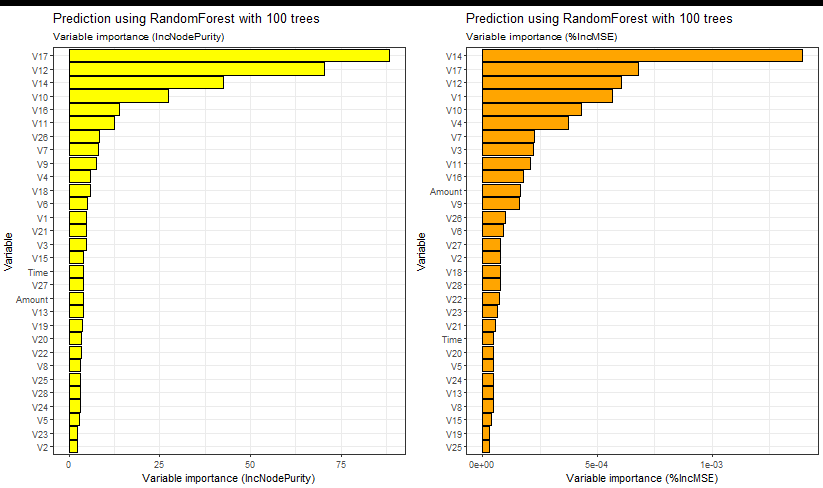 Prediction using RandomForest with 100 trees
Variable importance (IncNodePurity)
V17
V12
V14
V10
V16
V11
V26
V7
V9
V4
V18
V6
V1
V21
V3
V15
Time
V27
Amount
V13
V19
V20
V22
V8
V25
V28
V24
V5
V23
V2
Variable
0 25 50 75
Variable importance (IncNodePurity)
Prediction using RandomForest with 100 trees
Variable importance (%IncMSE)
V14
V17
V12
V1
V10
V4
V7
V3
V11
V16
Amount
V9
V26
V6
V27
V2
V18
V28
V22
V23
V21
Time
V20
V5
V24
V13
V8
V15
V19
V25
Variable
0e+00 5e-04 1e-03
Variable importance (%IncMSE)